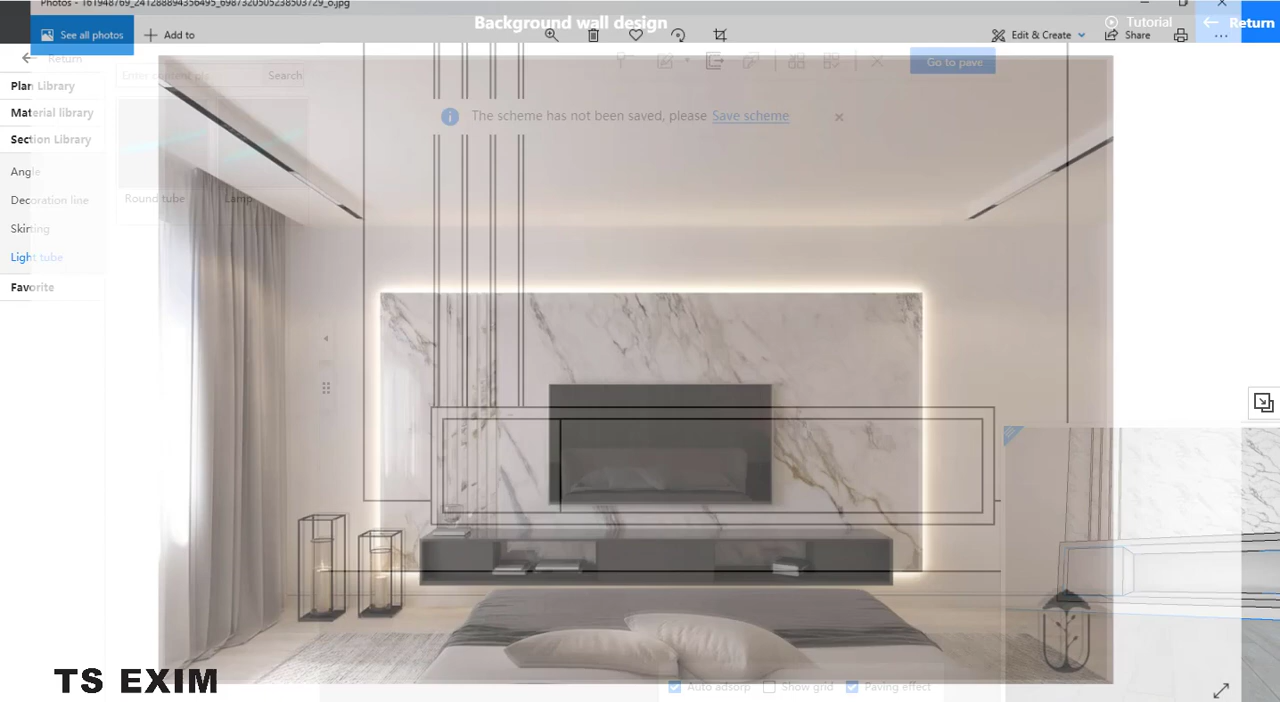 Photos - 161948769_241288894356495_6987320505238503729_o.jpg
Background wall design
Tutorial
Return
See all photos
Add to
Edit & Create
Share
Return
Search
Go to pave
Plan Library
Material library
Section Library
The scheme has not been saved, please Save scheme
Angle
Decoration line
Skirting
Light tube
Favorite
Round tube
Lamp
TS EXIM
Auto adsorp
Show grid
Paving effect